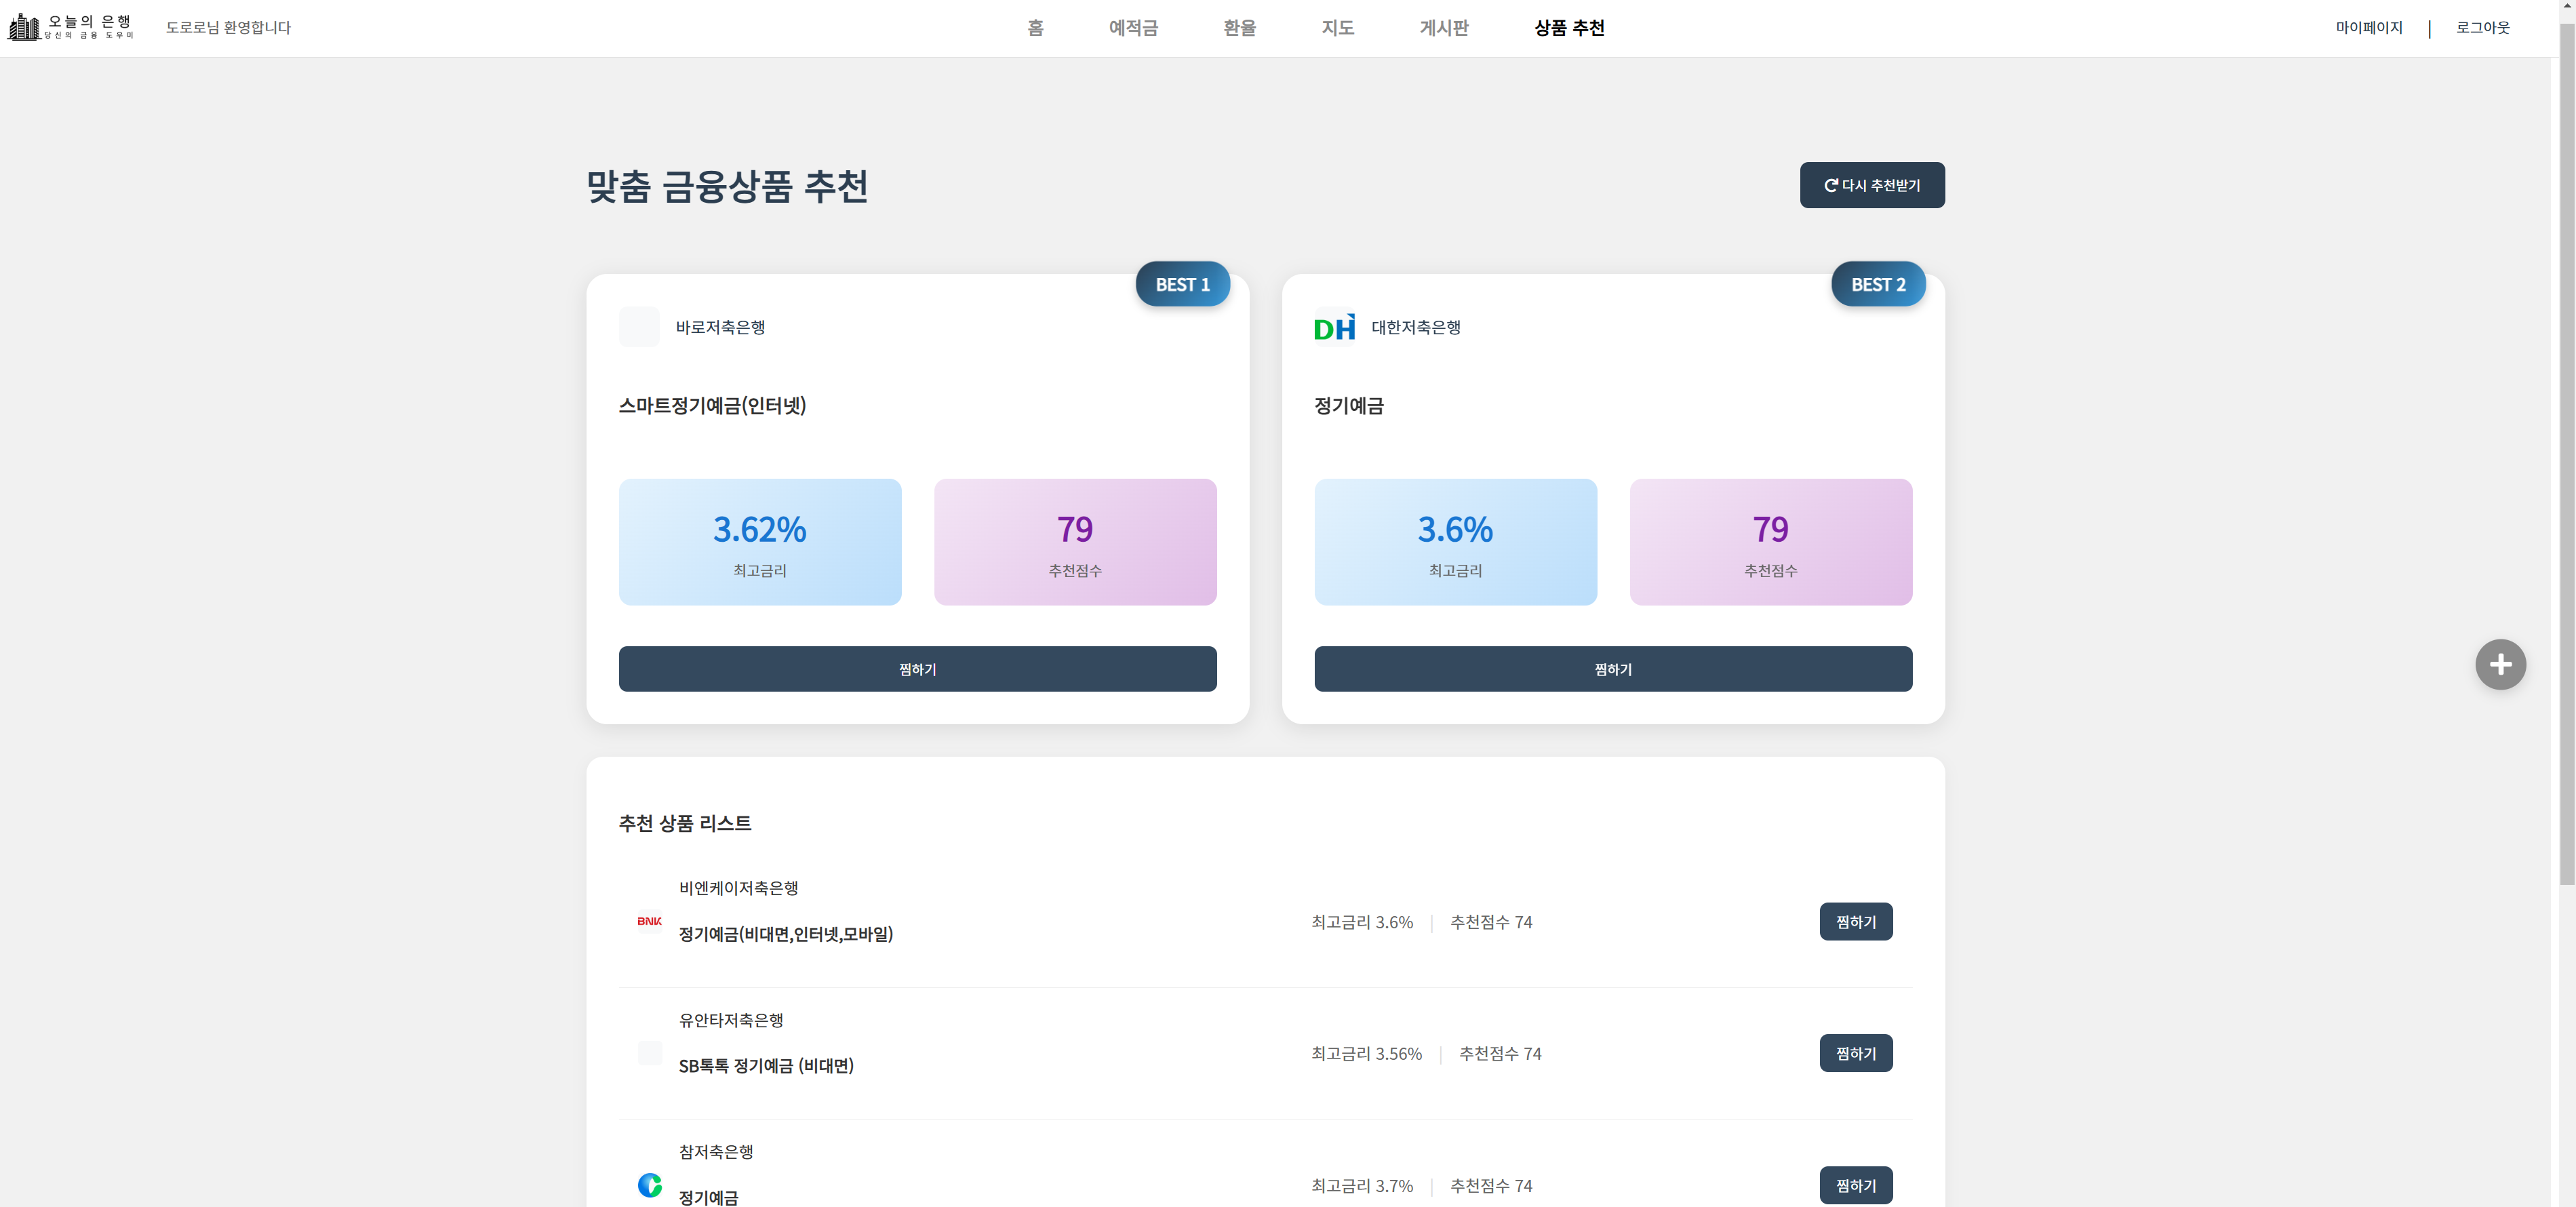 오늘의 은행
당신의 금융 도우미
도로로님 환영합니다
홈
예적금
환율
지도
게시판
상품 추천
마이페이지 | 로그아웃
맞춤 금융상품 추천
다시 추천받기
BEST 1
바로저축은행
스마트정기예금(인터넷)
3.62%
최고금리
79
추천점수
찜하기
BEST 2
DH 대한저축은행
정기예금
3.6%
최고금리
79
추천점수
찜하기
추천 상품 리스트
비엔케이저축은행
BNK
정기예금(비대면,인터넷,모바일)
최고금리 3.6% | 추천점수 74
찜하기
유안타저축은행
SB톡톡 정기예금 (비대면)
최고금리 3.56% | 추천점수 74
찜하기
참저축은행
정기예금
최고금리 3.7% | 추천점수 74
찜하기